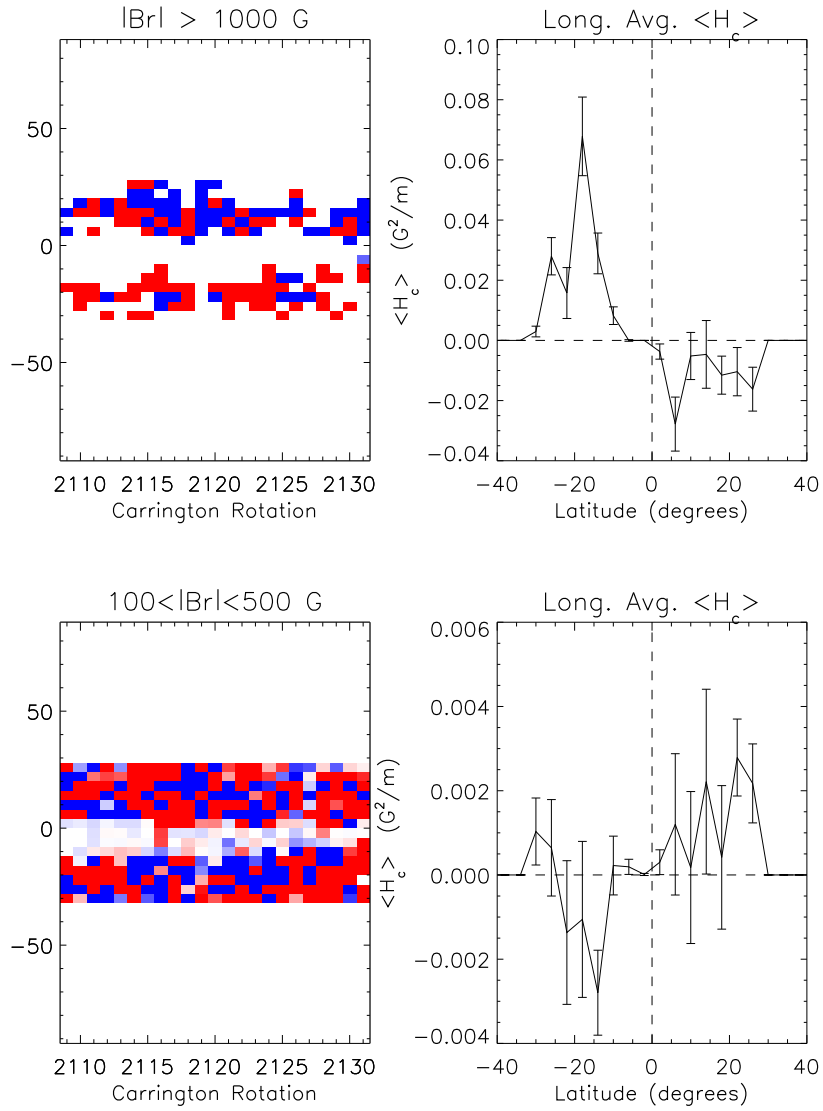 |Br| > 1000 G
50
0
−50
2110 2115 2120 2125 2130
Carrington Rotation
Long. Avg. <H_c>
<H_c> (G^2/m)
0.10
0.08
0.06
0.04
0.02
0.00
−0.02
−0.04
−40 −20 0 20 40
Latitude (degrees)
100<|Br|<500 G
50
0
−50
2110 2115 2120 2125 2130
Carrington Rotation
Long. Avg. <H_c>
<H_c> (G^2/m)
0.006
0.004
0.002
0.000
−0.002
−0.004
−40 −20 0 20 40
Latitude (degrees)